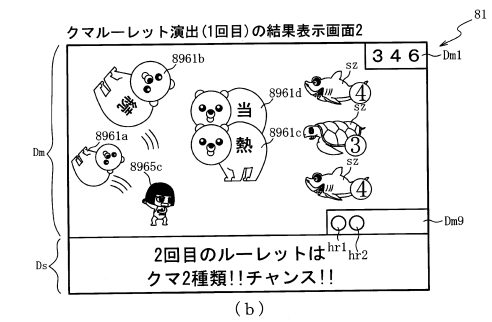 クマルーレット演出(1回目)の結果表示画面2
81
346
Dm1
8961b
続
8961a
8965c
8961d
当
8961c
熱
sz
4
sz
3
sz
4
Dm
Dm9
hr1
hr2
Ds
2回目のルーレットは
クマ2種類!!チャンス!!
(b)